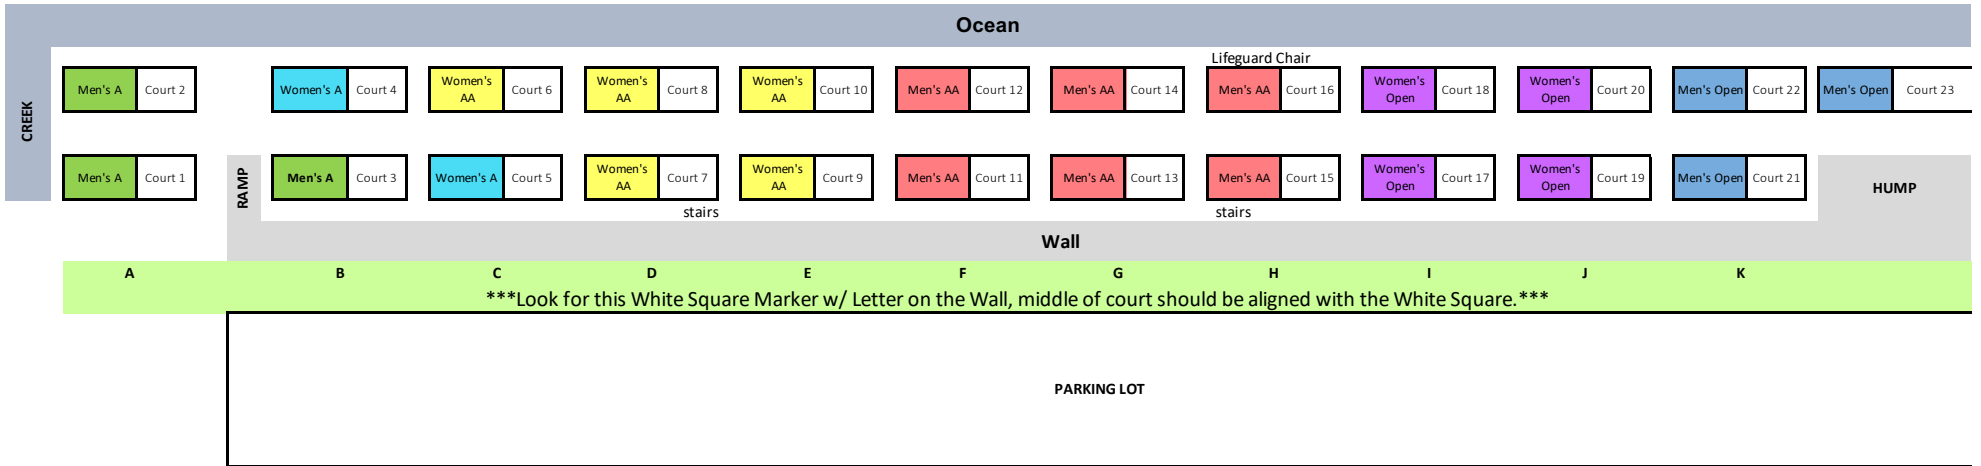 Ocean
Lifeguard Chair
CREEK
Men's A Court 2
Women's A Court 4
Women's
AA
Court 6
Women's
AA
Court 8
Women's
AA
Court 10
Men's AA Court 12
Men's AA Court 14
Men's AA Court 16
Women's
Open
Court 18
Women's
Open
Court 20
Men's Open Court 22
Men's Open Court 23
Men's A Court 1
RAMP
Men's A Court 3
Women's A Court 5
Women's
AA
Court 7
Women's
AA
Court 9
Men's AA Court 11
Men's AA Court 13
Men's AA Court 15
Women's
Open
Court 17
Women's
Open
Court 19
Men's Open Court 21
HUMP
stairs
stairs
Wall
A B C D E F G H I J K
***Look for this White Square Marker w/ Letter on the Wall, middle of court should be aligned with the White Square.***
PARKING LOT